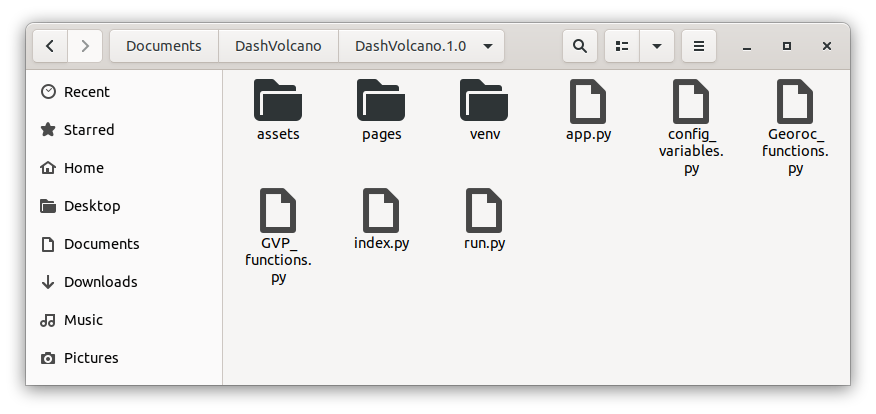 Documents DashVolcano DashVolcano.1.0
Recent
Starred
Home
Desktop
Documents
Downloads
Music
Pictures
assets pages venv app.py config_ Georoc_
variables. functions.
py py
GVP_ index.py run.py
functions.
py